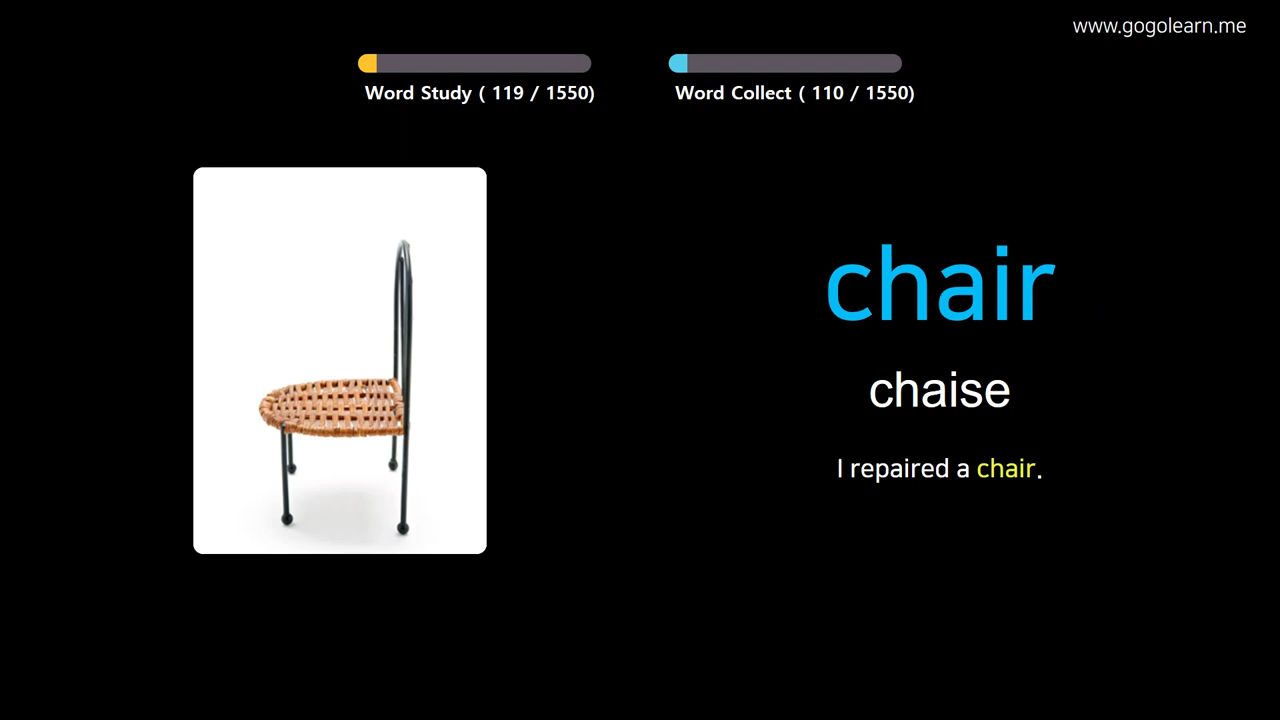 www.gogolearn.me
Word Study ( 119 / 1550)
Word Collect ( 110 / 1550)
chair
chaise
I repaired a chair.